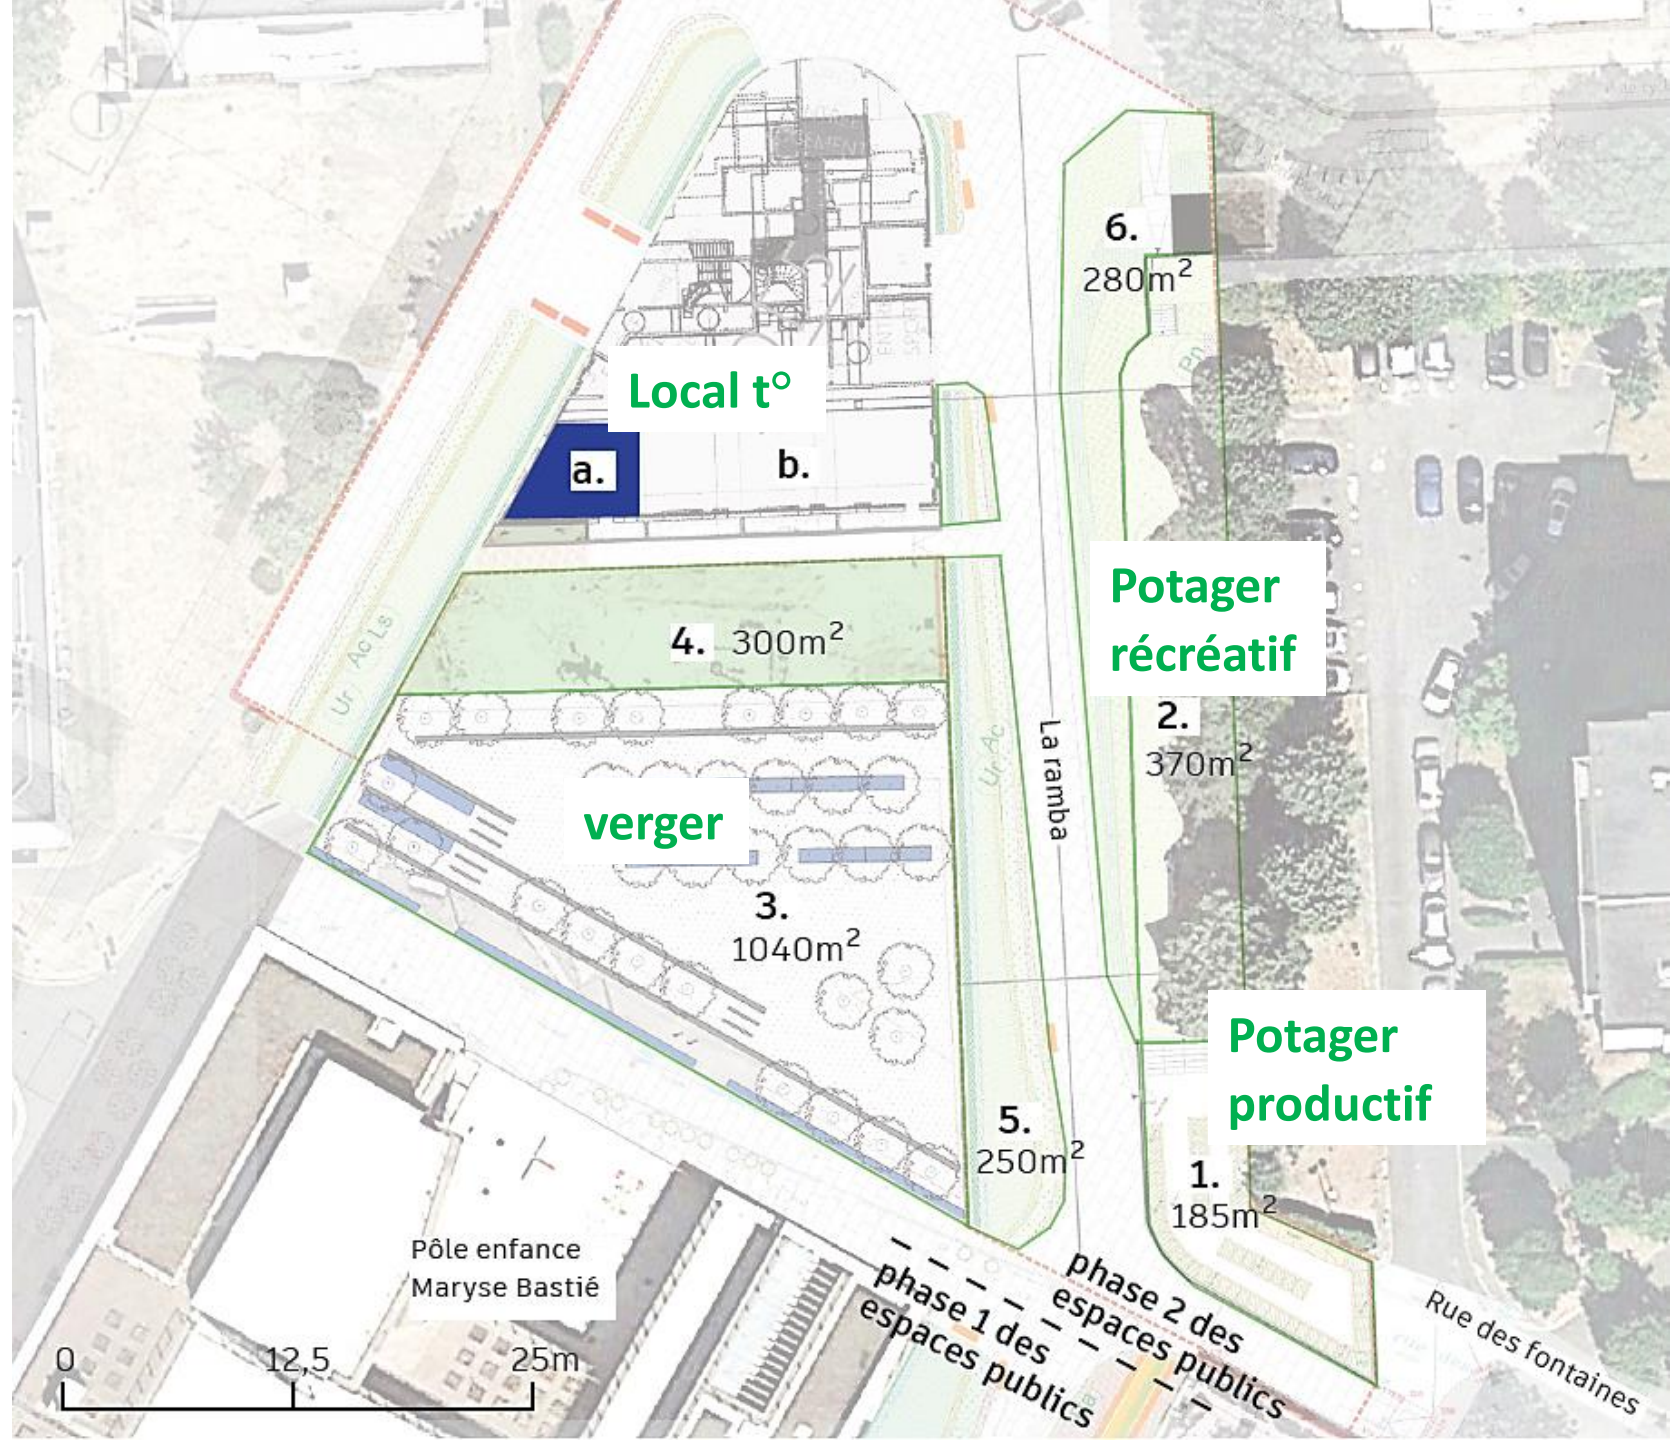 6.
280m²
Local t°
a.
b.
Potager
récréatif
4. 300m²
Ur Ac Ls
2.
370m²
Ur Ac
La ramba
verger
3.
1040m²
Potager
productif
5.
250m²
1.
185m²
Pôle enfance
Maryse Bastié
phase 1 des
espaces publics
phase 2 des
espaces publics
Rue des fontaines
0 12,5 25m